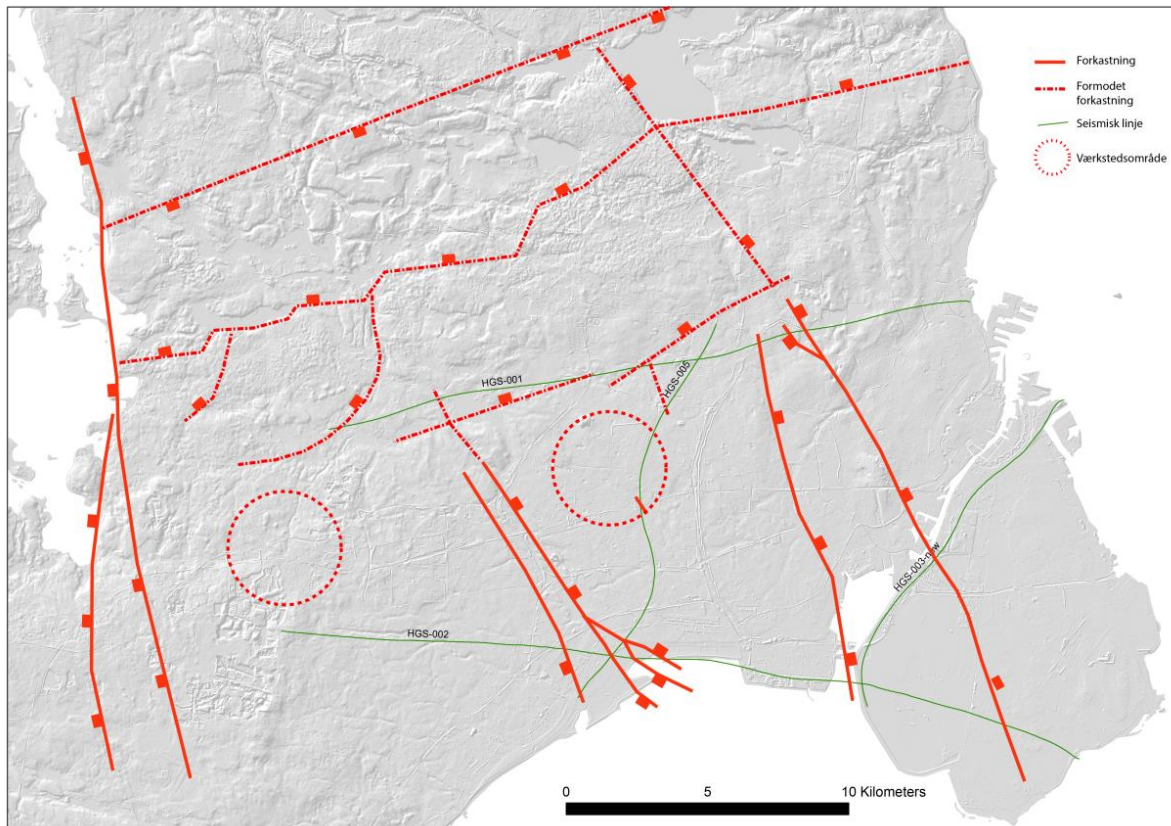 Forkastning
Formodet
forkastning
Seismisk linje
Værkstedsområde
HGS-001
HGS-005
HGS-003-new
HGS-002
0 5 10 Kilometers